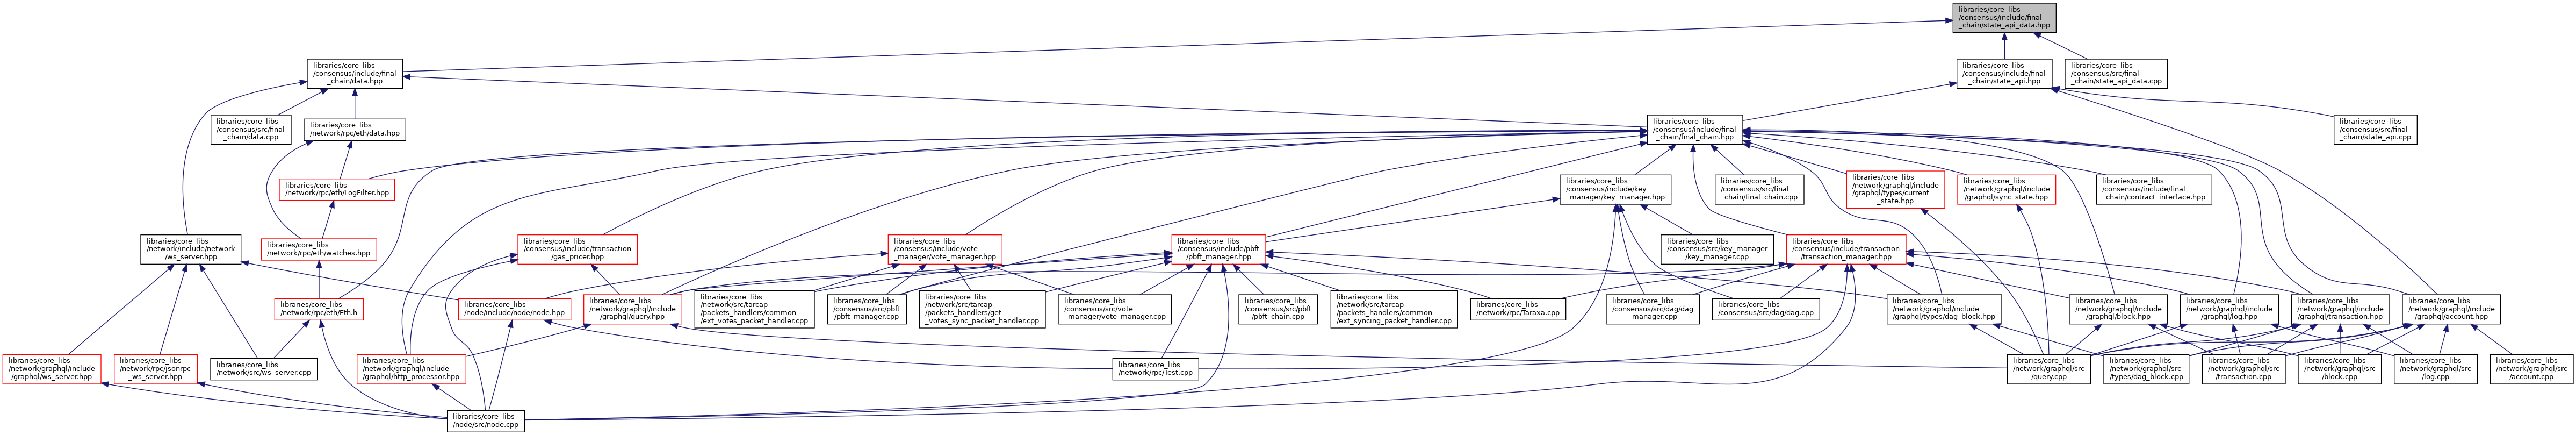 libraries/core_libs
/consensus/include/final
_chain/state_api_data.hpp
libraries/core_libs
/consensus/include/final
_chain/data.hpp
libraries/core_libs
/consensus/include/final
_chain/state_api.hpp
libraries/core_libs
/consensus/src/final
_chain/state_api_data.cpp
libraries/core_libs
/consensus/src/final
_chain/data.cpp
libraries/core_libs
/network/rpc/eth/data.hpp
libraries/core_libs
/consensus/include/final
_chain/final_chain.hpp
libraries/core_libs
/consensus/src/final
_chain/state_api.cpp
libraries/core_libs
/network/rpc/eth/LogFilter.hpp
libraries/core_libs
/consensus/include/key
_manager/key_manager.hpp
libraries/core_libs
/consensus/src/final
_chain/final_chain.cpp
libraries/core_libs
/network/graphql/include
/graphql/types/current
_state.hpp
libraries/core_libs
/network/graphql/include
/graphql/sync_state.hpp
libraries/core_libs
/consensus/include/final
_chain/contract_interface.hpp
libraries/core_libs
/network/include/network
/ws_server.hpp
libraries/core_libs
/network/rpc/eth/watches.hpp
libraries/core_libs
/consensus/include/transaction
/gas_pricer.hpp
libraries/core_libs
/consensus/include/vote
_manager/vote_manager.hpp
libraries/core_libs
/consensus/include/pbft
/pbft_manager.hpp
libraries/core_libs
/consensus/src/key_manager
/key_manager.cpp
libraries/core_libs
/consensus/include/transaction
/transaction_manager.hpp
libraries/core_libs
/network/rpc/eth/Eth.h
libraries/core_libs
/node/include/node/node.hpp
libraries/core_libs
/network/graphql/include
/graphql/query.hpp
libraries/core_libs
/network/src/tarcap
/packets_handlers/common
/ext_votes_packet_handler.cpp
libraries/core_libs
/consensus/src/pbft
/pbft_manager.cpp
libraries/core_libs
/network/src/tarcap
/packets_handlers/get
_votes_sync_packet_handler.cpp
libraries/core_libs
/consensus/src/vote
_manager/vote_manager.cpp
libraries/core_libs
/consensus/src/pbft
/pbft_chain.cpp
libraries/core_libs
/network/src/tarcap
/packets_handlers/common
/ext_syncing_packet_handler.cpp
libraries/core_libs
/network/rpc/Taraxa.cpp
libraries/core_libs
/consensus/src/dag/dag
_manager.cpp
libraries/core_libs
/consensus/src/dag/dag.cpp
libraries/core_libs
/network/graphql/include
/graphql/types/dag_block.hpp
libraries/core_libs
/network/graphql/include
/graphql/block.hpp
libraries/core_libs
/network/graphql/include
/graphql/log.hpp
libraries/core_libs
/network/graphql/include
/graphql/transaction.hpp
libraries/core_libs
/network/graphql/include
/graphql/account.hpp
libraries/core_libs
/network/graphql/include
/graphql/ws_server.hpp
libraries/core_libs
/network/rpc/jsonrpc
_ws_server.hpp
libraries/core_libs
/network/src/ws_server.cpp
libraries/core_libs
/network/graphql/include
/graphql/http_processor.hpp
libraries/core_libs
/network/rpc/Test.cpp
libraries/core_libs
/network/graphql/src
/query.cpp
libraries/core_libs
/network/graphql/src
/types/dag_block.cpp
libraries/core_libs
/network/graphql/src
/transaction.cpp
libraries/core_libs
/network/graphql/src
/block.cpp
libraries/core_libs
/network/graphql/src
/log.cpp
libraries/core_libs
/network/graphql/src
/account.cpp
libraries/core_libs
/node/src/node.cpp